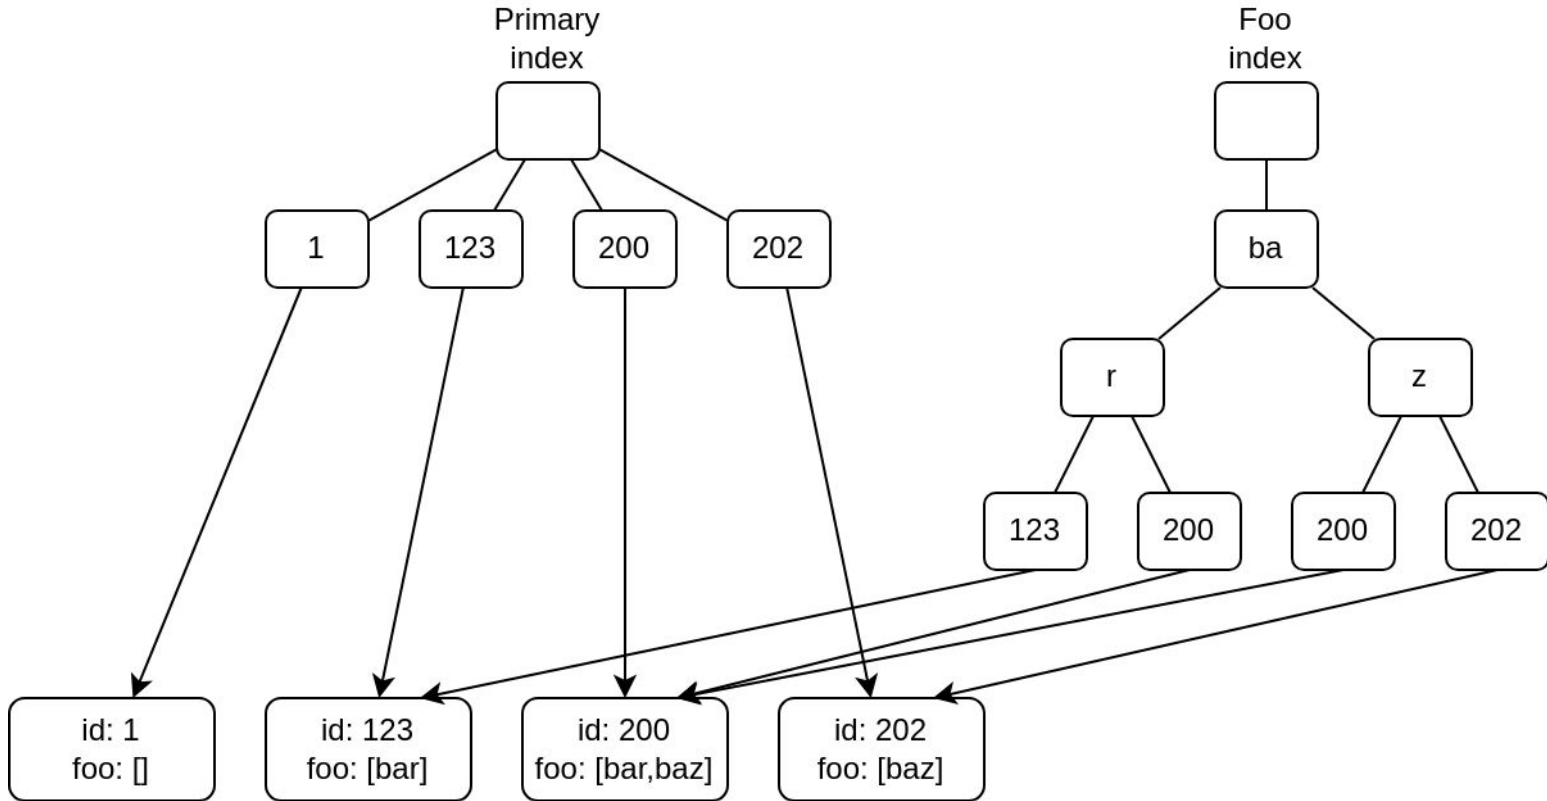 Primary
index
Foo
index
1
123
200
202
ba
r
z
123
200
200
202
id: 1
foo: []
id: 123
foo: [bar]
id: 200
foo: [bar,baz]
id: 202
foo: [baz]